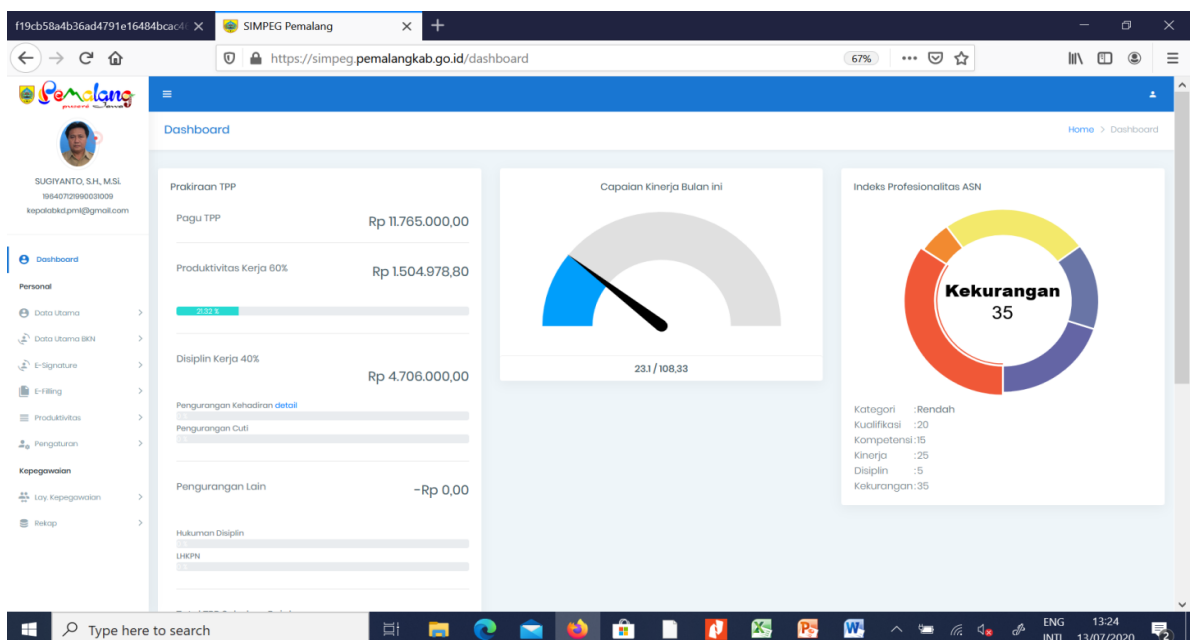 f19cb58a4b36ad4791e16484bcac4
SIMPEG Pemalang
https://simpeg.pemalangkab.go.id/dashboard
67%
Pemalang
Dashboard
Home > Dashboard
SUGIYANTO, S.H., M.Si.
196407121990031009
kepalabkd.pml@gmail.com
Dashboard
Personal
Data Utama
Data Utama BKN
E-Signature
E-Filling
Produktivitas
Pengaturan
Kepegawaian
Lay. Kepegawaian
Rekap
Prakiraan TPP
Pagu TPP
Rp 11.765.000,00
Produktivitas Kerja 60%
Rp 1.504.978,80
21.32 %
Disiplin Kerja 40%
Rp 4.706.000,00
Pengurangan Kehadiran detail
Pengurangan Cuti
Pengurangan Lain
-Rp 0,00
Hukuman Disiplin
LHKPN
Capaian Kinerja Bulan ini
23.1 / 108,33
Indeks Profesionalitas ASN
Kekurangan
35
Kategori :Rendah
Kualifikasi :20
Kompetensi :15
Kinerja :25
Disiplin :5
Kekurangan :35
Type here to search
ENG
INTL
13:24
13/07/2020
2